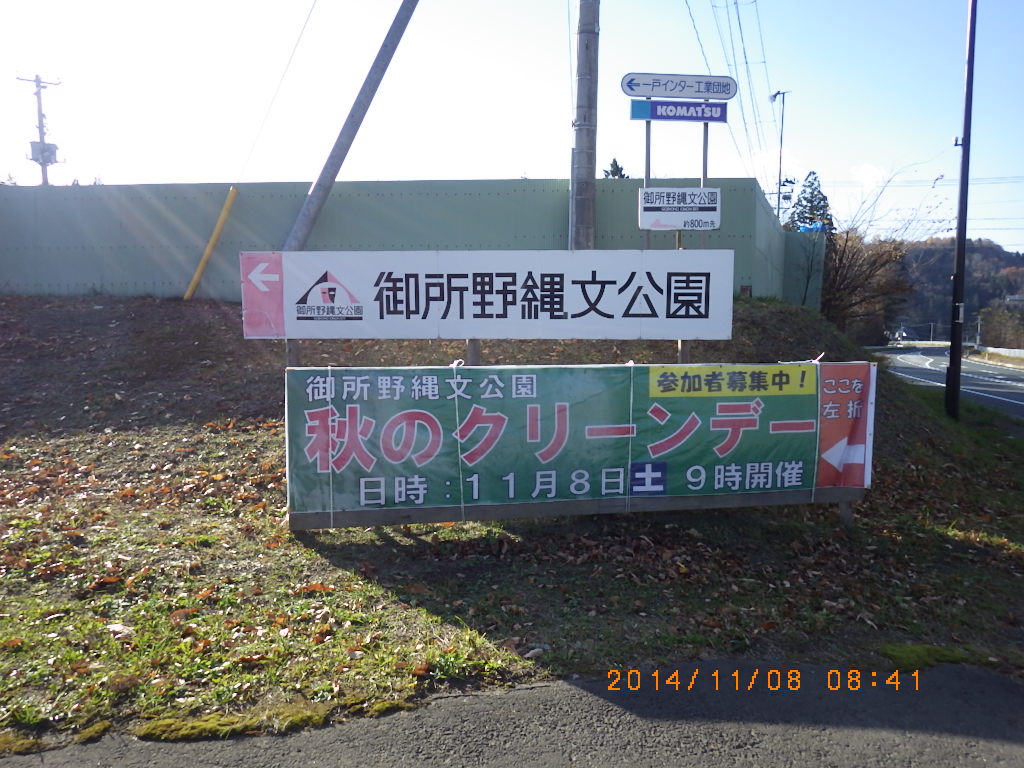 一戸インター工業団地
KOMATSU
御所野縄文公園
約800m先
御所野縄文公園
御所野縄文公園
御所野縄文公園
参加者募集中!
秋のクリーンデー
日時:11月8日土 9時開催
ここを
左折
2014/11/08 08:41